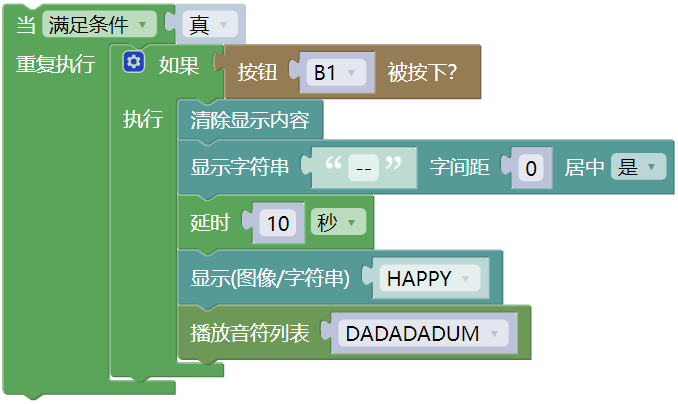 当 满足条件 真
重复执行 如果 按钮 B1 被按下?
执行 清除显示内容
显示字符串 “ -- ” 字间距 0 居中 是
延时 10 秒
显示(图像/字符串) HAPPY
播放音符列表 DADADADUM